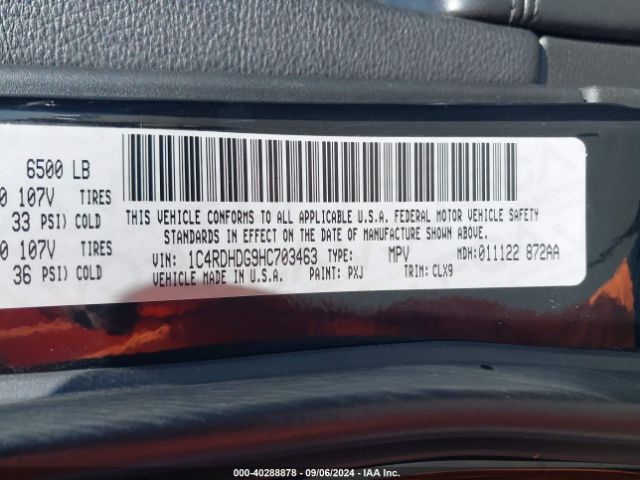 6500 LB
0 107V TIRES
33 PSI) COLD
0 107V TIRES
36 PSI) COLD
THIS VEHICLE CONFORMS TO ALL APPLICABLE U.S.A. FEDERAL MOTOR VEHICLE SAFETY
STANDARDS IN EFFECT ON THE DATE OF MANUFACTURE SHOWN ABOVE.
VIN: 1C4RDHDG9HC703463 TYPE: MPV MDH:011122 872AA
MADE IN U.S.A. PAINT: PXJ TRIM: CLX9
000-40288878 - 09/06/2024 - Copyright © 2024 IAA Inc.